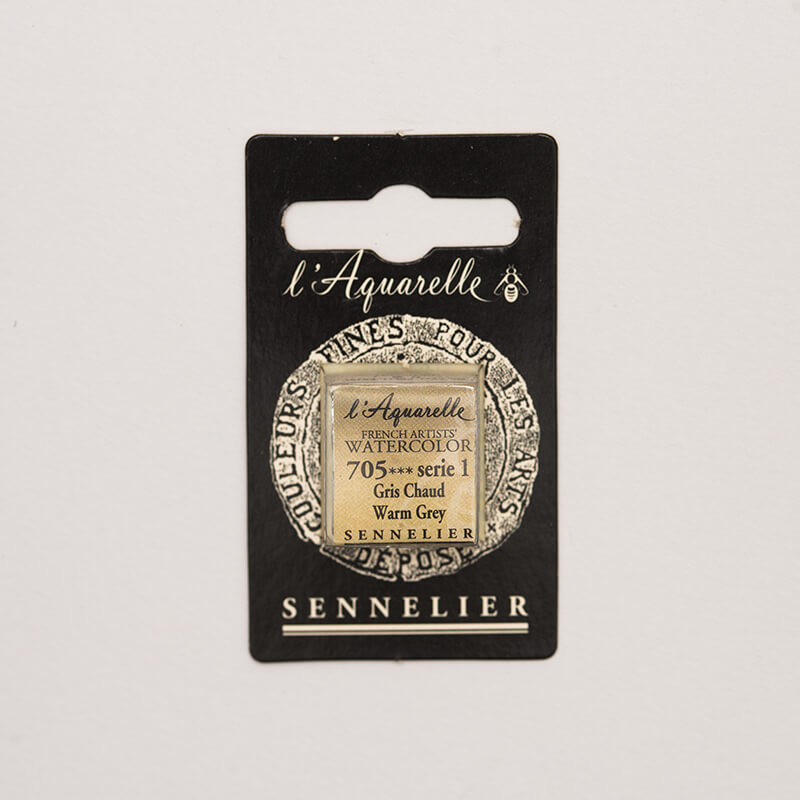 l'Aquarelle
COULEURS FINES POUR LES ARTS
l'Aquarelle
FRENCH ARTISTS'
WATERCOLOR
705*** serie 1
Gris Chaud
Warm Grey
SENNELIER
DÉPOSÉ
SENNELIER